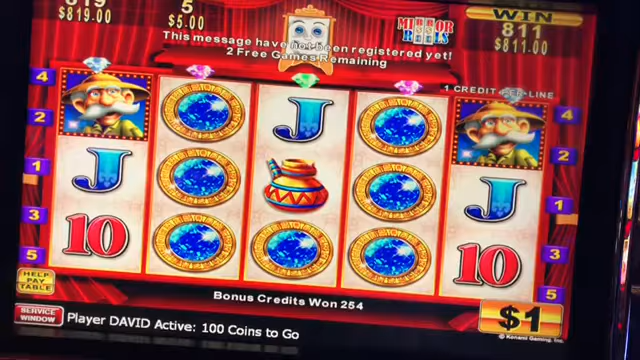 819
$819.00
5
$5.00
MIRROR
REELS
WIN
811
$811.00
This message have not been registered yet!
2 Free Games Remaining
1 CREDIT PER LINE
4
2
1
3
5
J
10
J
J
10
4
2
1
3
5
HELP
PAY
TABLE
Bonus Credits Won 254
SERVICE
WINDOW
Player DAVID Active: 100 Coins to Go
$1
© Konami Gaming, Inc.